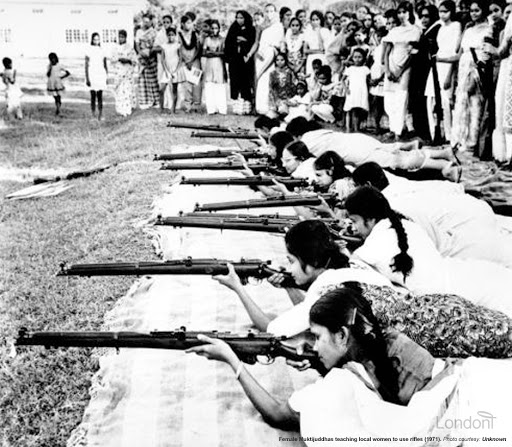 Londoni
Female Muktijuddhas teaching local women to use rifles (1971). Photo courtesy: Unknown